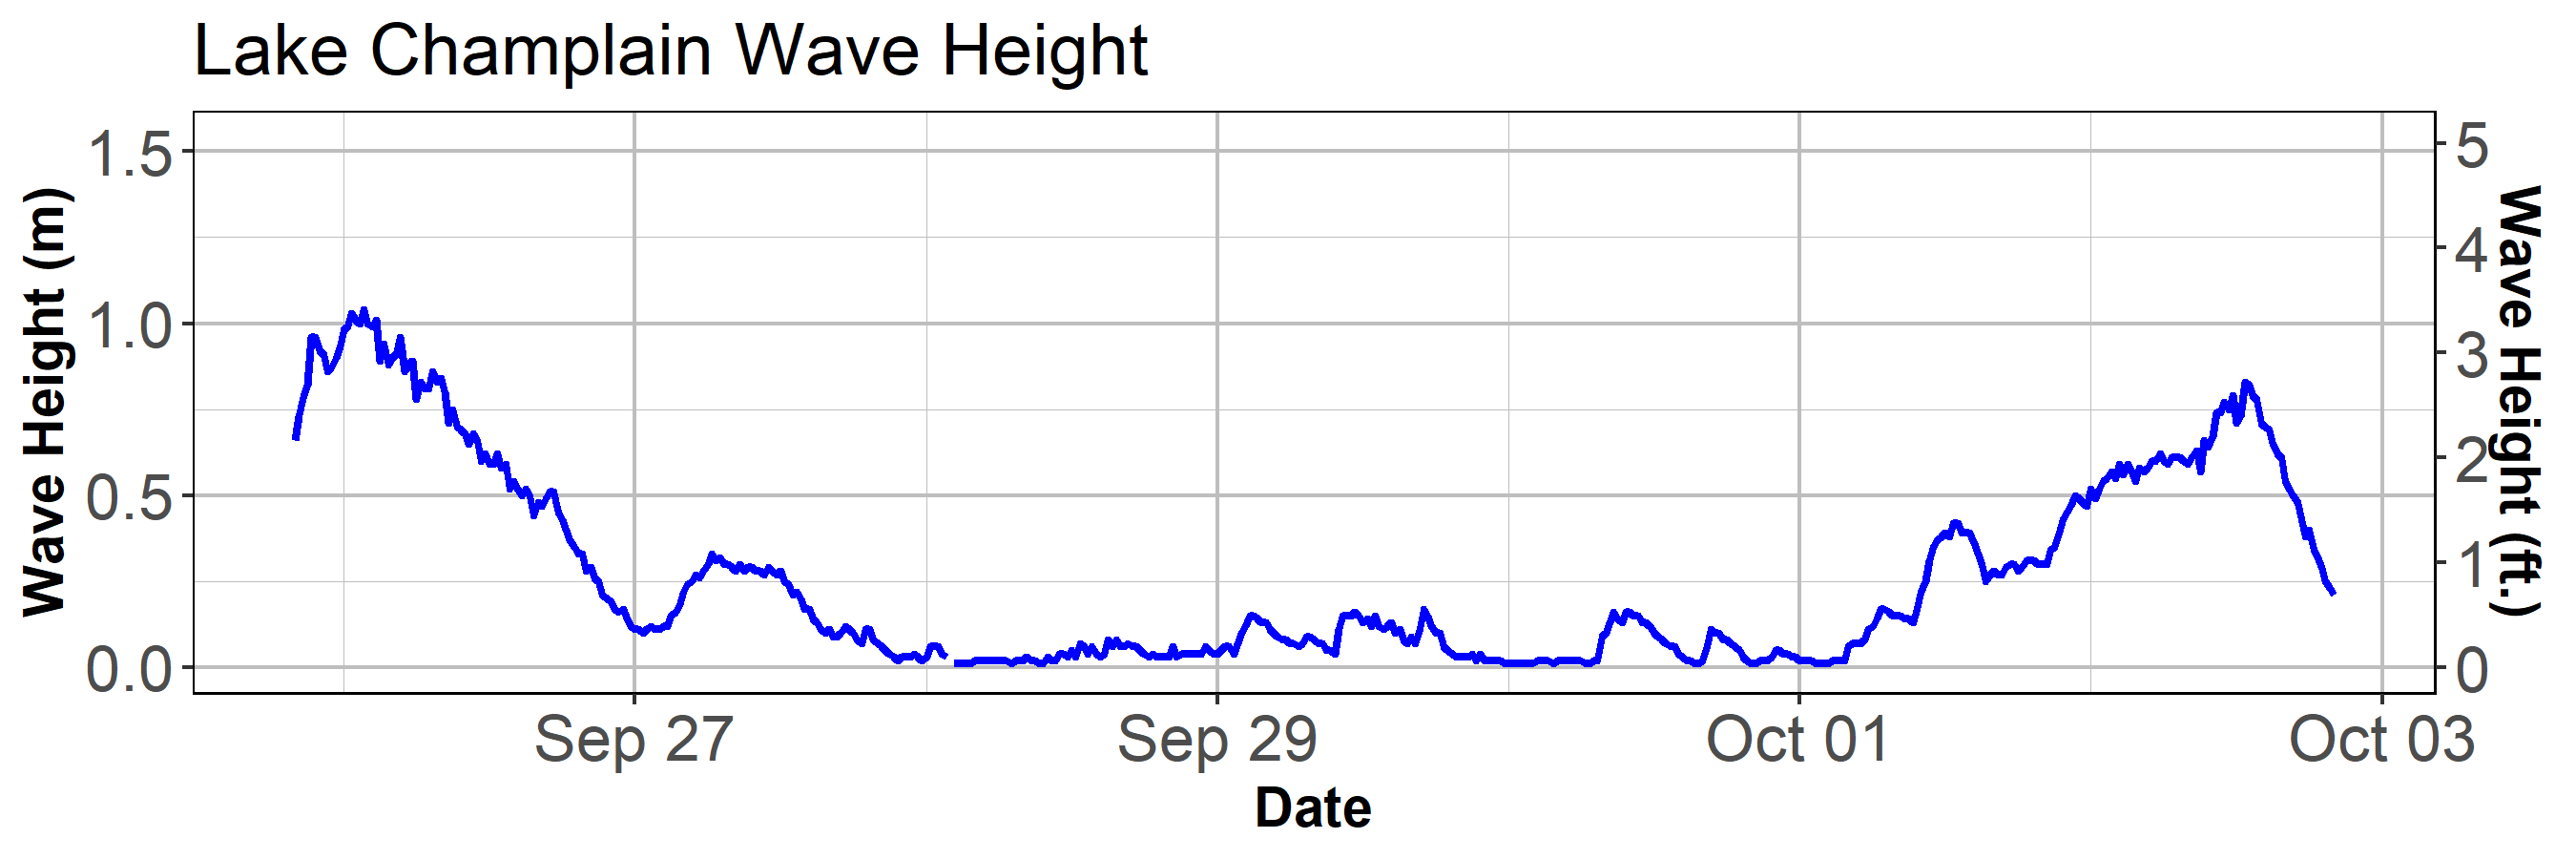 Lake Champlain Wave Height
Wave Height (m)
1.5
1.0
0.5
0.0
5
4
3
2
1
0
Wave Height (ft.)
Sep 27
Sep 29
Oct 01
Oct 03
Date